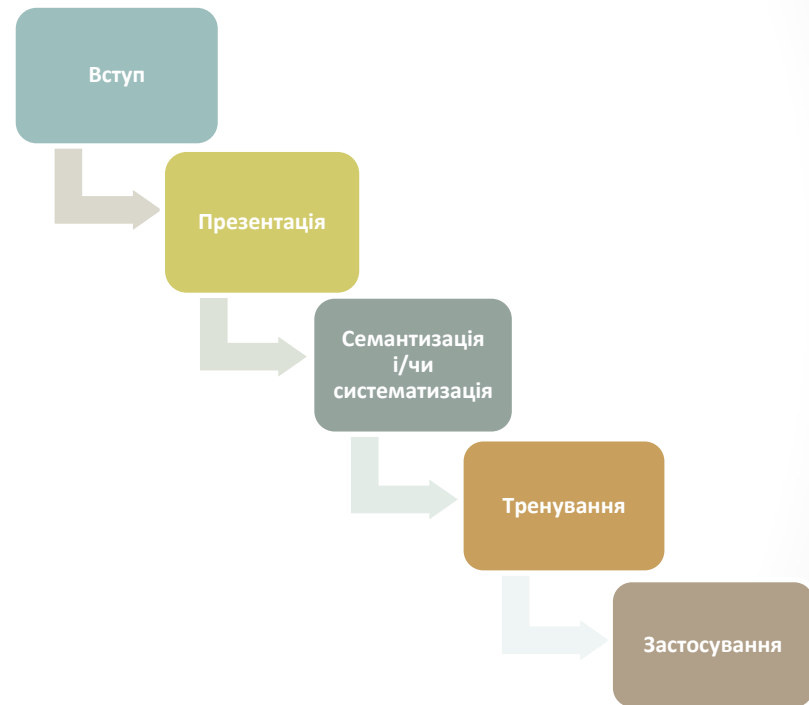 Вступ
Презентація
Семантизація
і/чи
систематизація
Тренування
Застосування